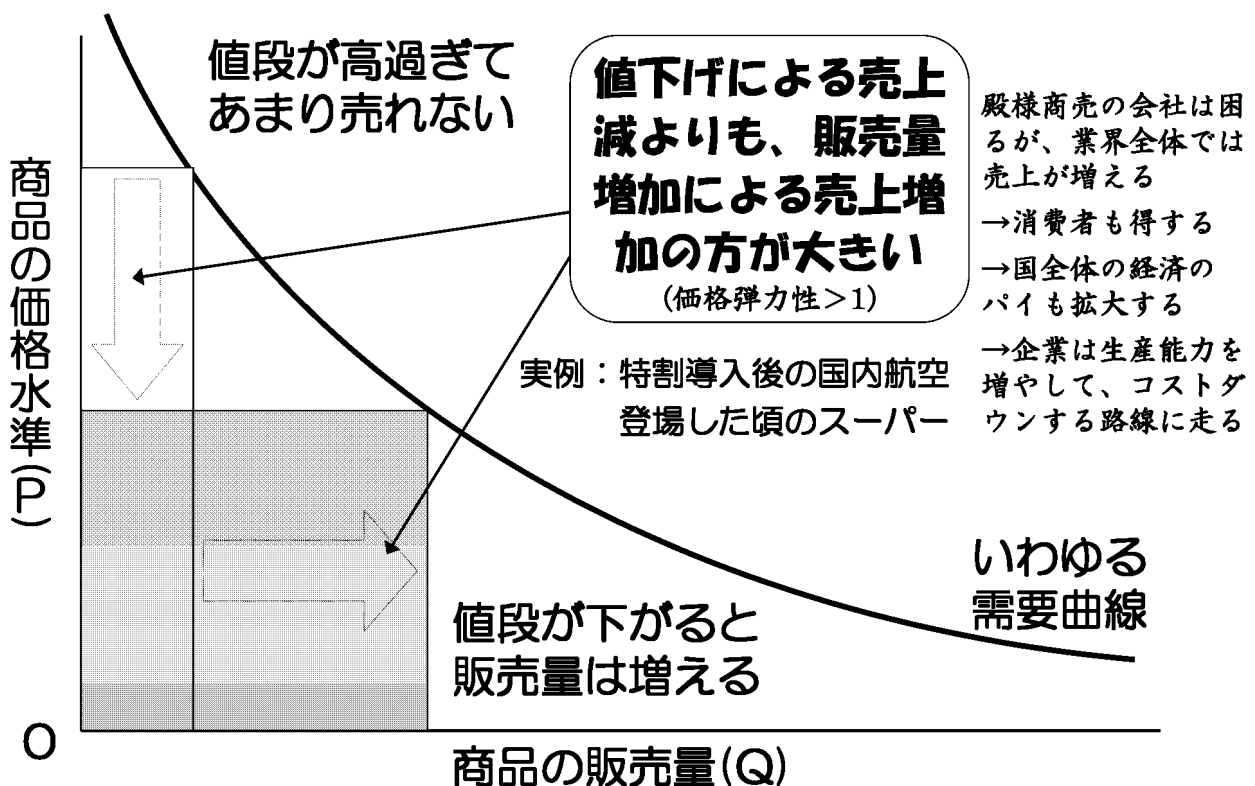 値段が高過ぎて
あまり売れない
値下げによる売上
減よりも、販売量
増加による売上増
加の方が大きい
(価格弾力性＞1)
殿様商売の会社は困
るが、業界全体では
売上が増える
→消費者も得する
→国全体の経済の
パイも拡大する
→企業は生産能力を
増やして、コストダ
ウンする路線に走る
実例：特割導入後の国内航空
登場した頃のスーパー
商品の価格水準(P)
いわゆる
需要曲線
値段が下がると
販売量は増える
O
商品の販売量(Q)